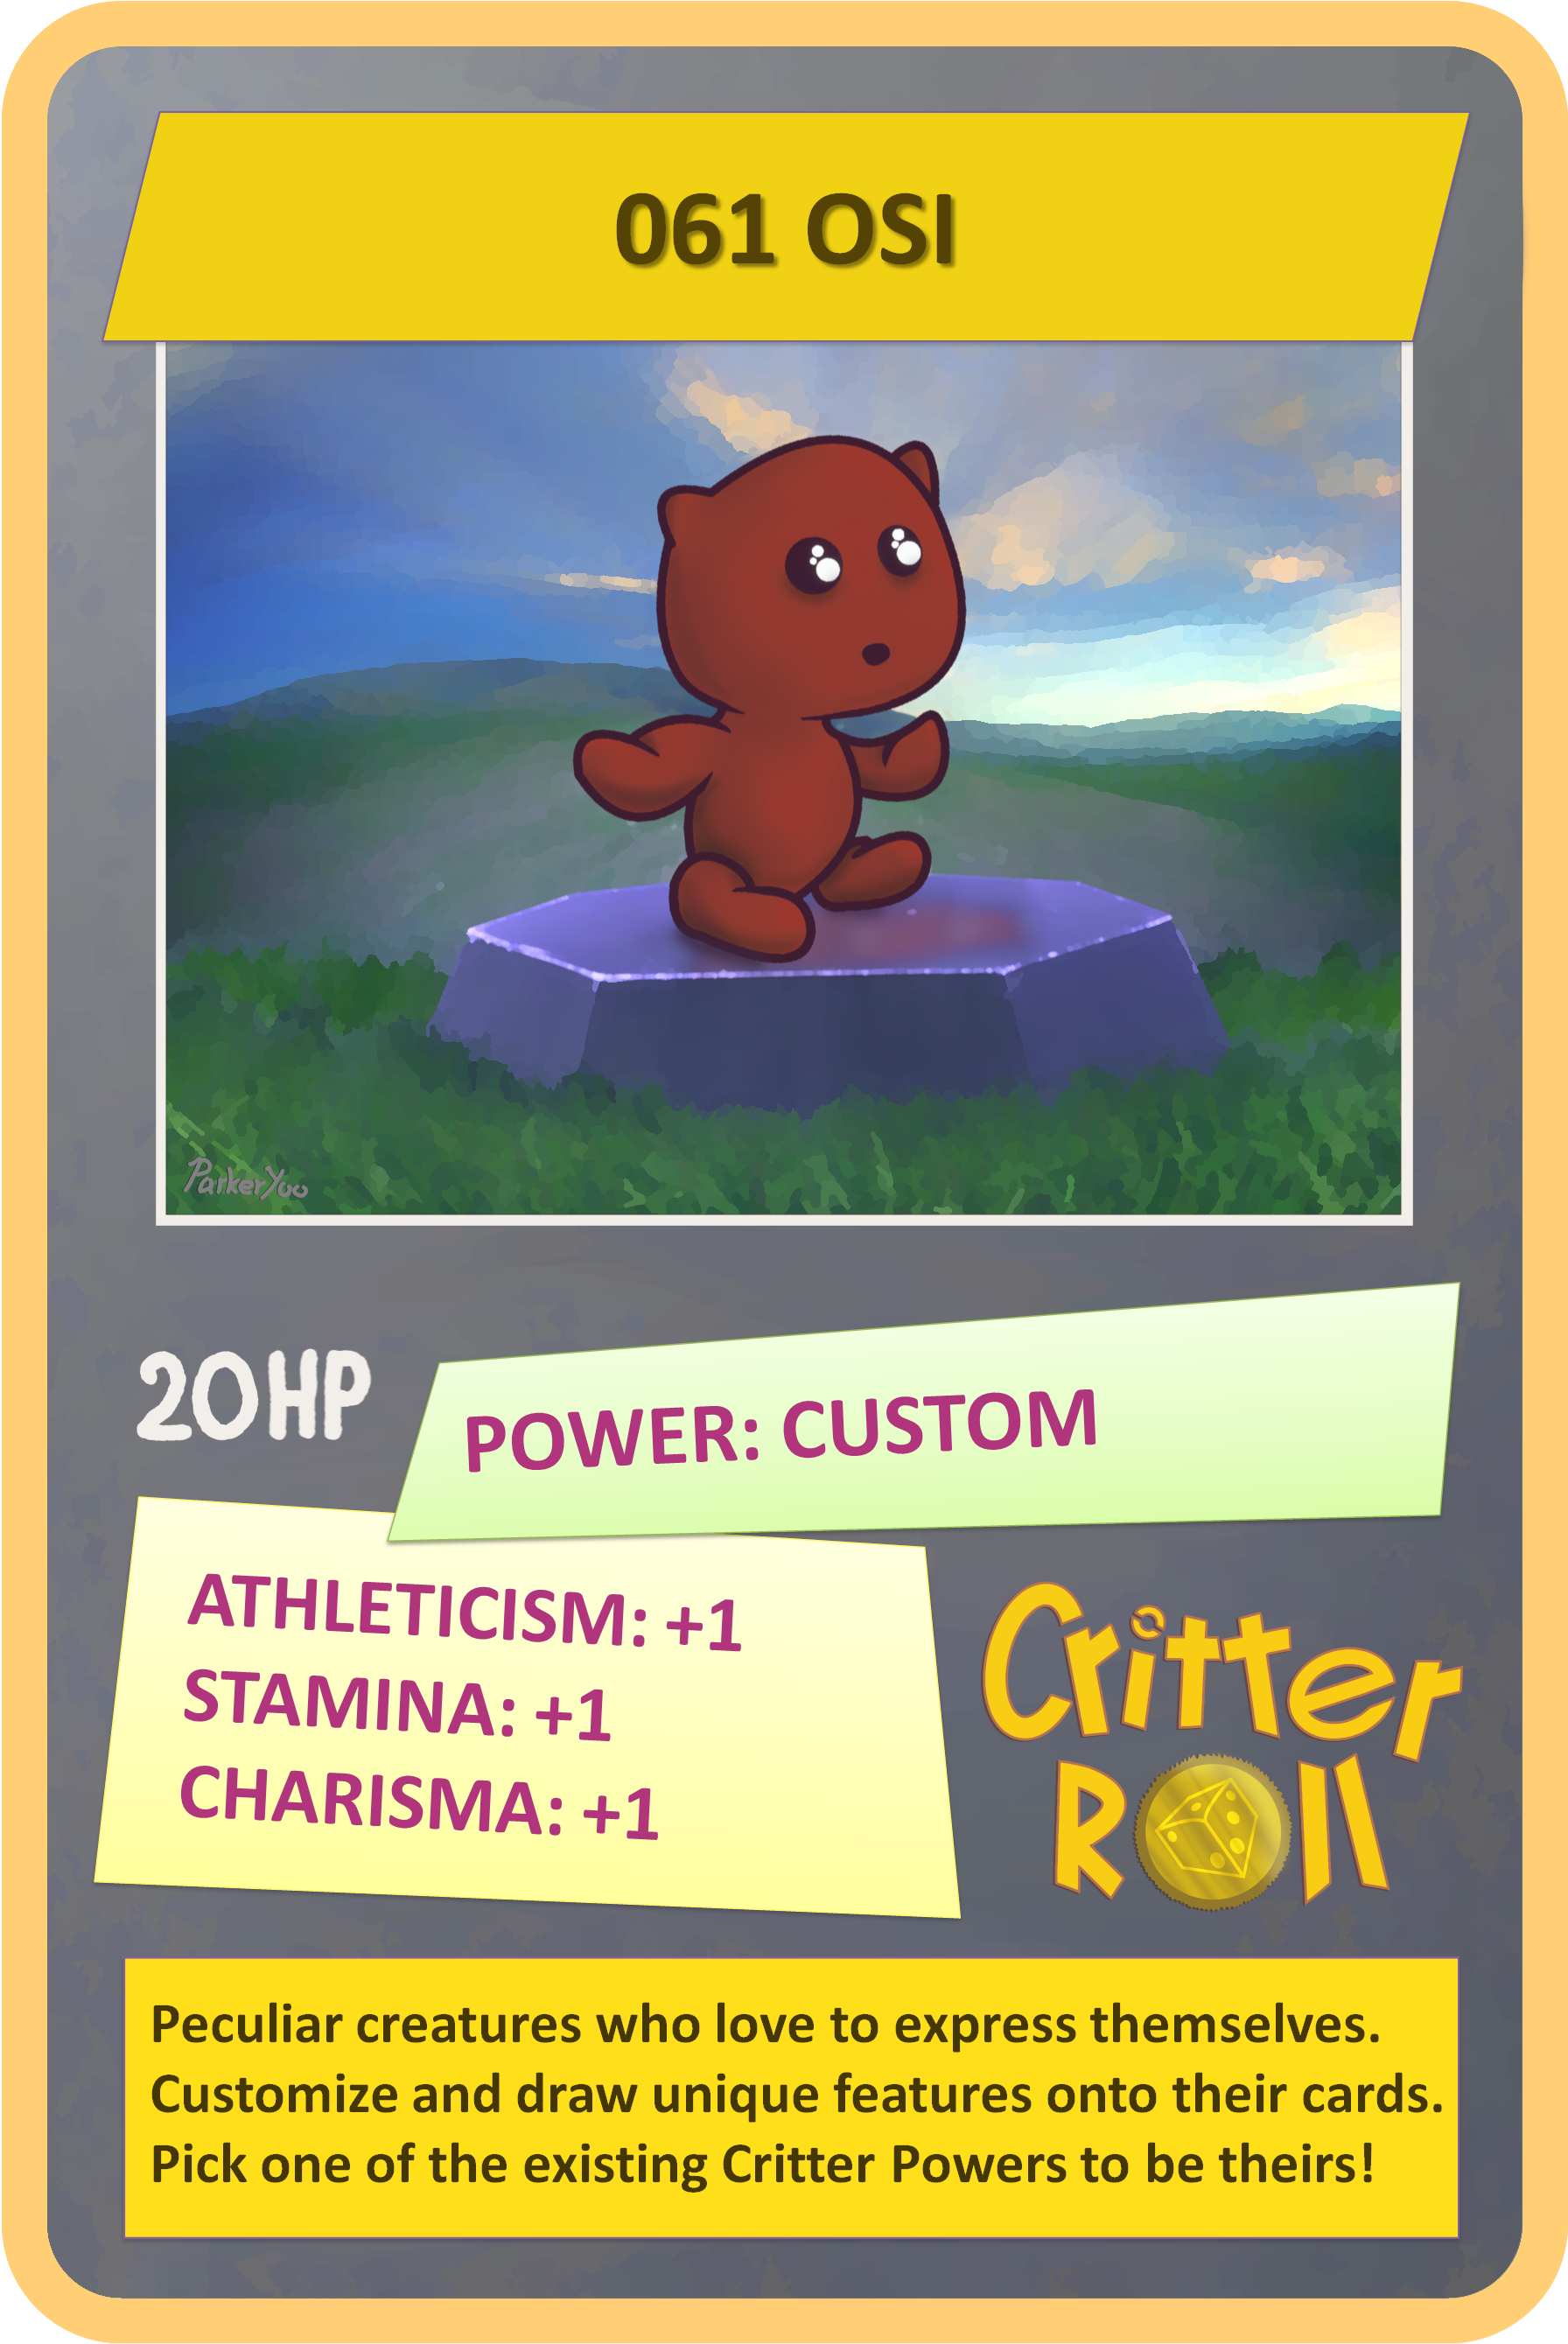 061 OSI
ParkerYoo
20HP
POWER: CUSTOM
ATHLETICISM: +1
STAMINA: +1
CHARISMA: +1
Critter
Roll
Peculiar creatures who love to express themselves.
Customize and draw unique features onto their cards.
Pick one of the existing Critter Powers to be theirs!